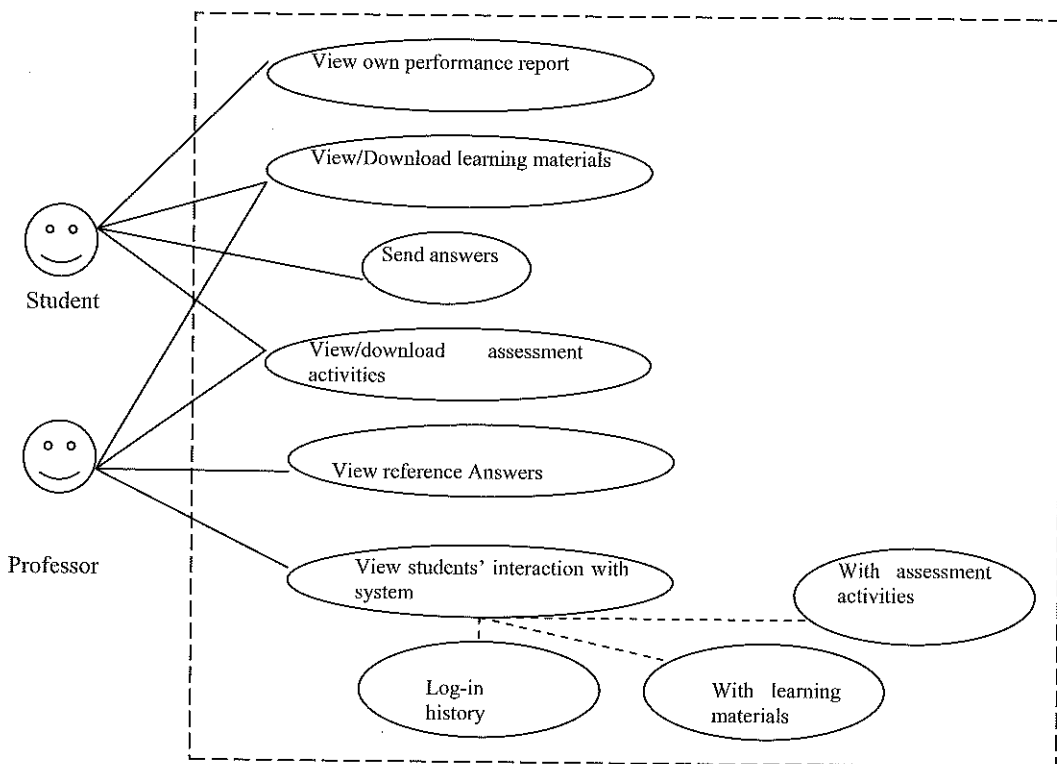 View own performance report
View/Download learning materials
Send answers
Student
View/download assessment
activities
View reference Answers
Professor
View students' interaction with
system
With assessment
activities
Log-in
history
With learning
materials